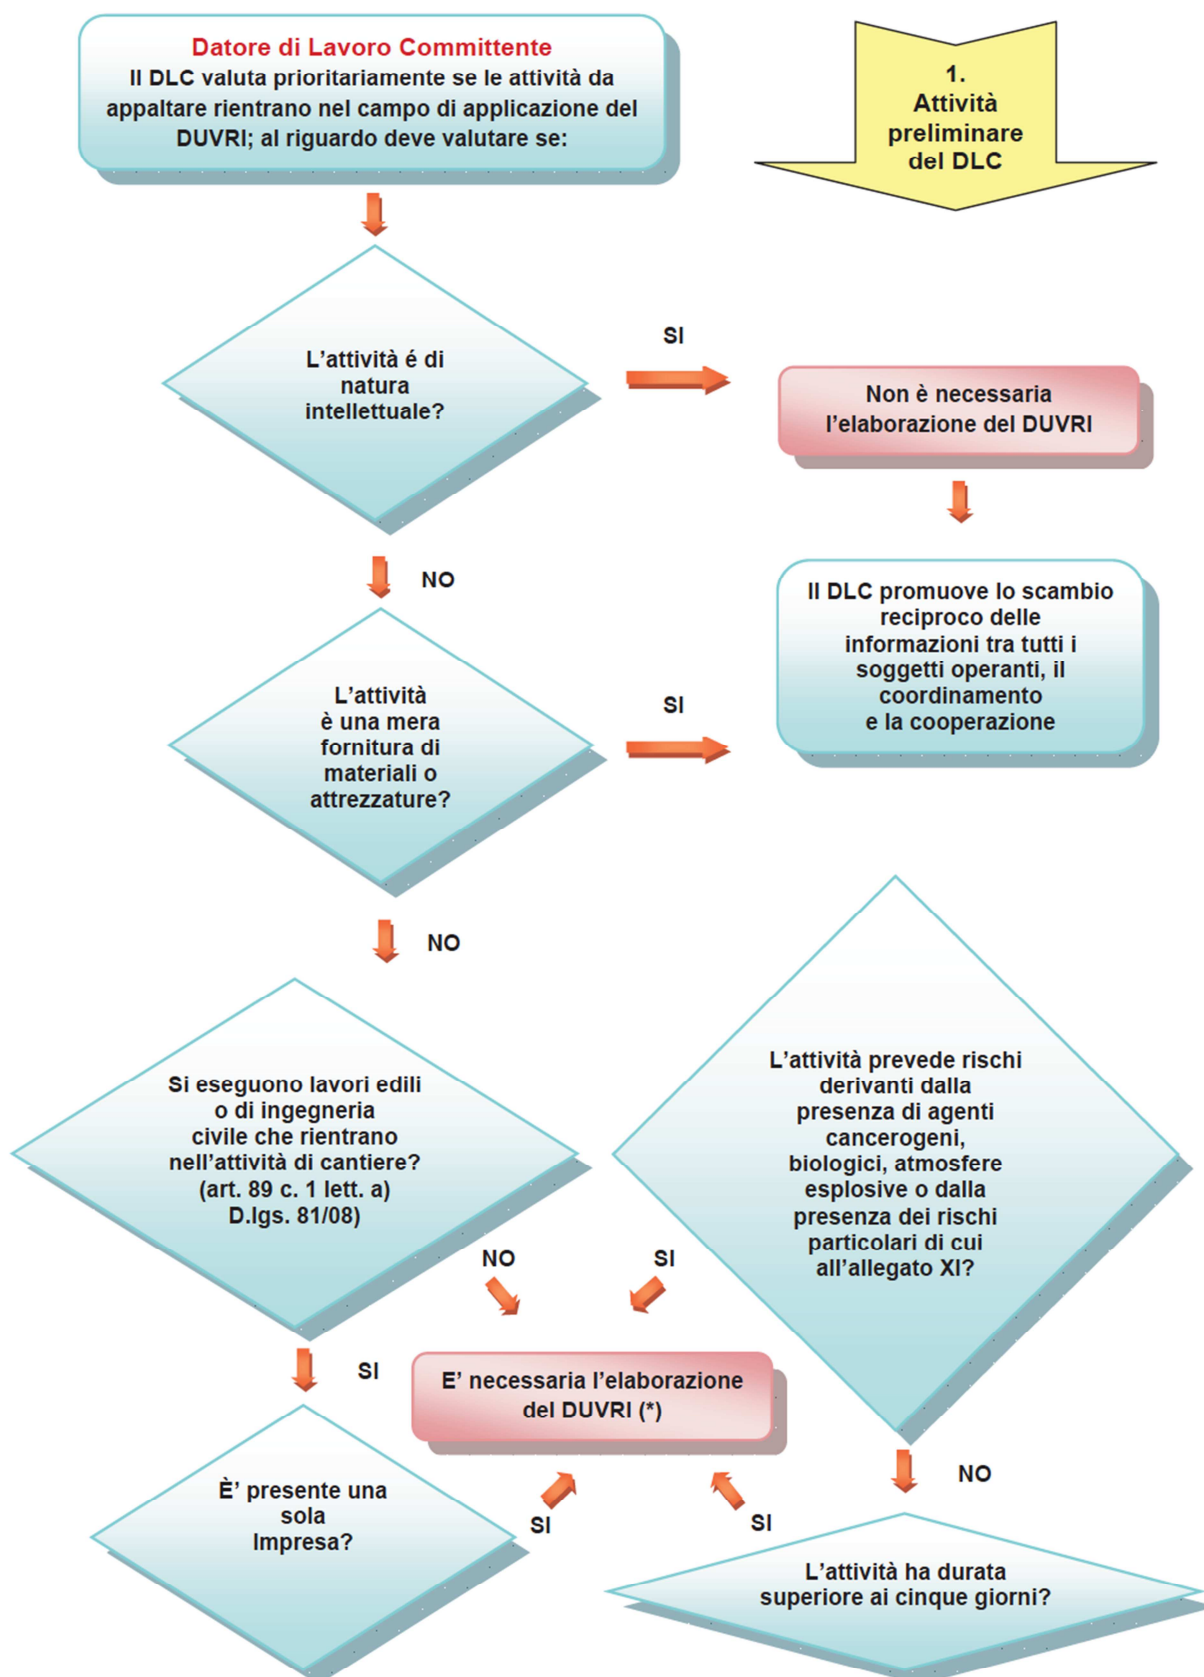 Datore di Lavoro Committente
Il DLC valuta prioritariamente se le attività da
appaltare rientrano nel campo di applicazione del
DUVRI; al riguardo deve valutare se:
1.
Attività
preliminare
del DLC
L’attività é di
natura
intellettuale?
SI
Non è necessaria
l’elaborazione del DUVRI
NO
Il DLC promuove lo scambio
reciproco delle
informazioni tra tutti i
soggetti operanti, il
coordinamento
e la cooperazione
L’attività
è una mera
fornitura di
materiali o
attrezzature?
SI
NO
Si eseguono lavori edili
o di ingegneria
civile che rientrano
nell’attività di cantiere?
(art. 89 c. 1 lett. a)
D.lgs. 81/08)
L’attività prevede rischi
derivanti dalla
presenza di agenti
cancerogeni,
biologici, atmosfere
esplosive o dalla
presenza dei rischi
particolari di cui
all’allegato XI?
NO
SI
SI
E’ necessaria l’elaborazione
del DUVRI (*)
NO
È’ presente una
sola
Impresa?
SI
SI
L’attività ha durata
superiore ai cinque giorni?